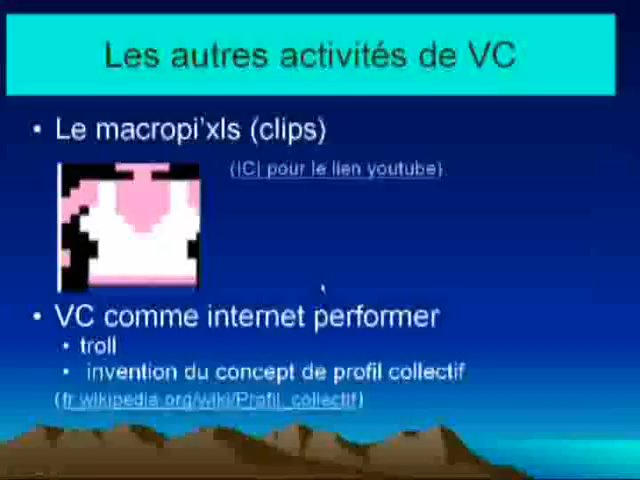 Les autres activités de VC
• Le macropi'xls (clips)
(ICI pour le lien youtube)
• VC comme internet performer
• troll
• invention du concept de profil collectif
(fr.wikipedia.org/wiki/Profil_collectif)